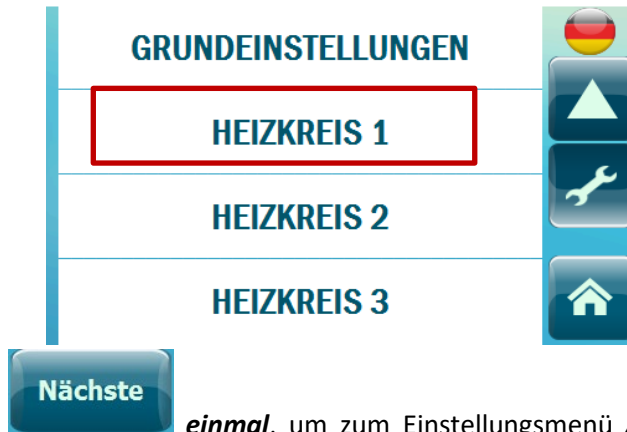 GRUNDEINSTELLUNGEN
HEIZKREIS 1
HEIZKREIS 2
HEIZKREIS 3
Nächste
einmal, um zum Einstellungsmenü